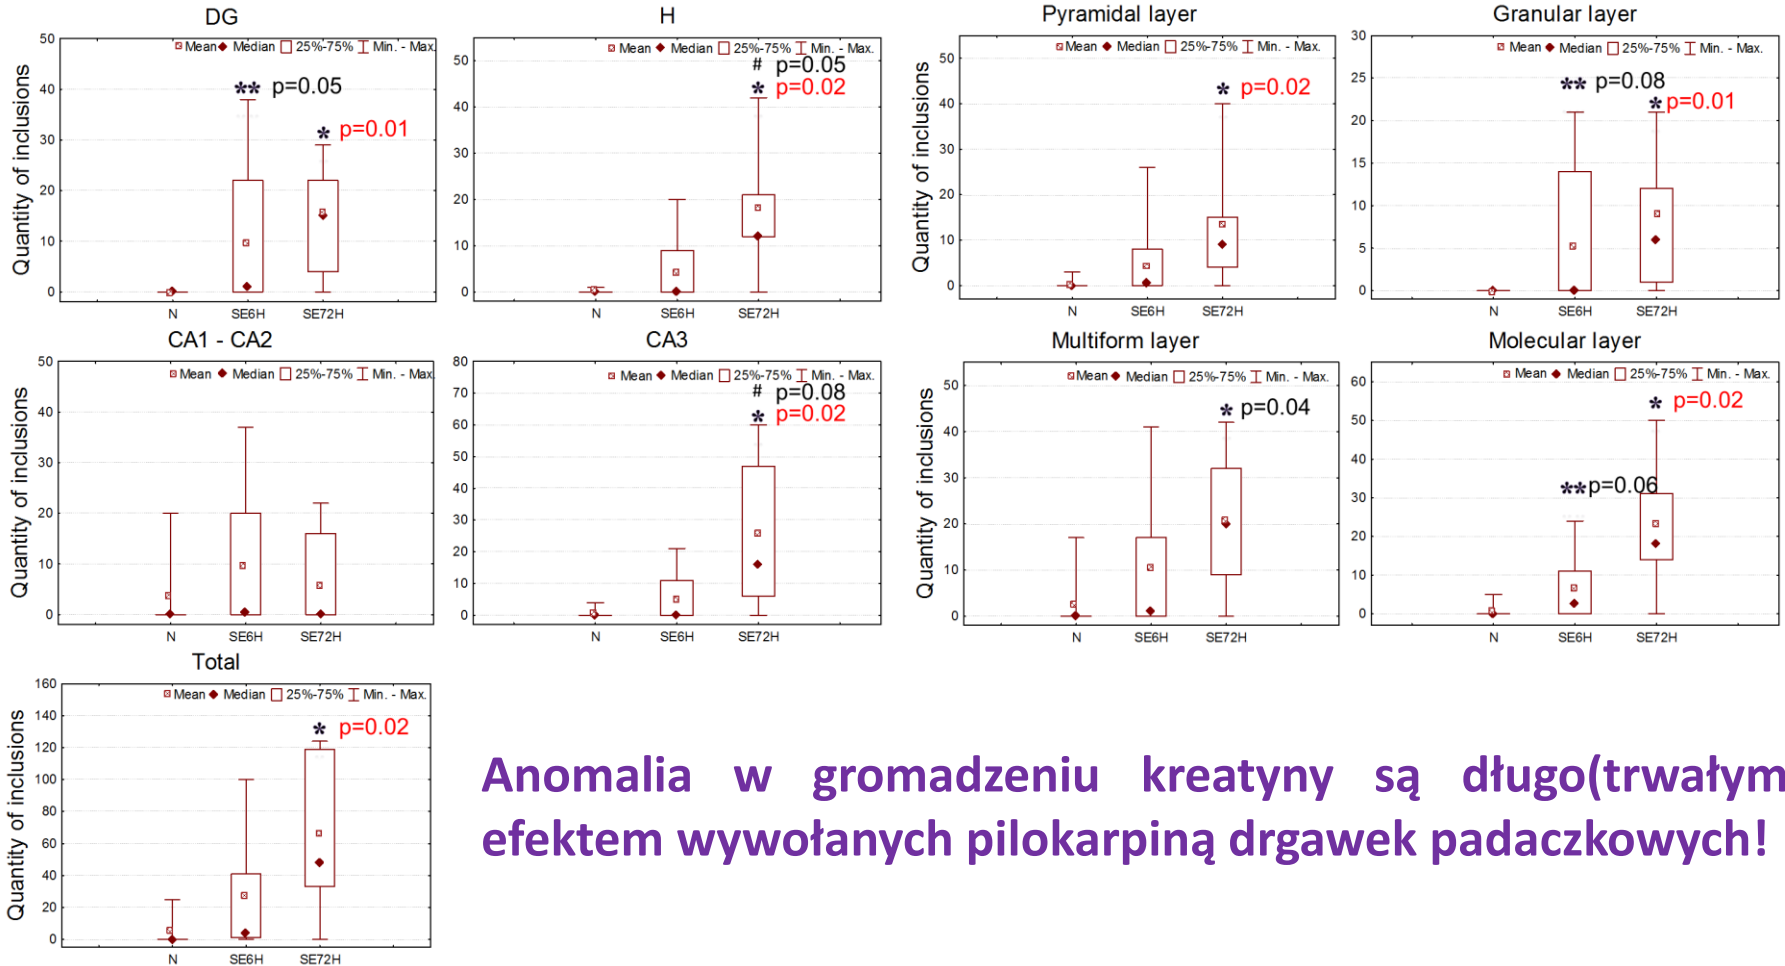 DG
Mean Median 25%-75% Min. - Max.
Quantity of inclusions
50
40
30
20
10
0
** p=0.05
* p=0.01
N SE6H SE72H
H
Mean Median 25%-75% Min. - Max.
50
40
30
20
10
0
# p=0.05
* p=0.02
N SE6H SE72H
Pyramidal layer
Mean Median 25%-75% Min. - Max.
Quantity of inclusions
50
40
30
20
10
0
* p=0.02
N SE6H SE72H
Granular layer
Mean Median 25%-75% Min. - Max.
30
25
20
15
10
5
0
** p=0.08
* p=0.01
N SE6H SE72H
CA1 - CA2
Mean Median 25%-75% Min. - Max.
Quantity of inclusions
50
40
30
20
10
0
N SE6H SE72H
CA3
Mean Median 25%-75% Min. - Max.
80
70
60
50
40
30
20
10
0
# p=0.08
* p=0.02
N SE6H SE72H
Multiform layer
Mean Median 25%-75% Min. - Max.
Quantity of inclusions
50
40
30
20
10
0
* p=0.04
N SE6H SE72H
Molecular layer
Mean Median 25%-75% Min. - Max.
60
50
40
30
20
10
0
* p=0.02
** p=0.06
N SE6H SE72H
Total
Mean Median 25%-75% Min. - Max.
Quantity of inclusions
160
140
120
100
80
60
40
20
0
* p=0.02
N SE6H SE72H
Anomalia w gromadzeniu kreatyny są długo(trwałym
efektem wywołanych pilokarpiną drgawek padaczkowych!